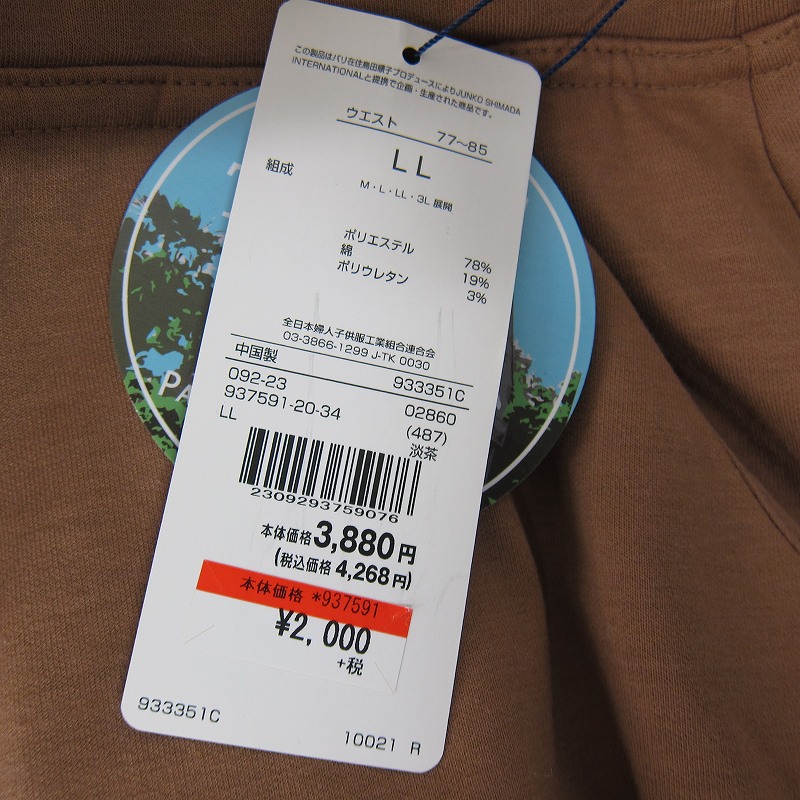 この製品はパリ在住島田順子プロデュースによりJUNKO SHIMADA
INTERNATIONALと提携で企画・生産された商品です。
ウエスト 77～85
LL
組成
M・L・LL・3L 展開
ポリエステル 78%
綿 19%
ポリウレタン 3%
全日本婦人子供服工業組合連合会
03-3866-1299 J-TK 0030
中国製 933351C
092-23 02860
937591-20-34 (487)
LL 淡茶
2309293759076
本体価格3,880円
(税込価格4,268円)
本体価格 *937591
¥2,000
+税
933351C
10021 R
PA